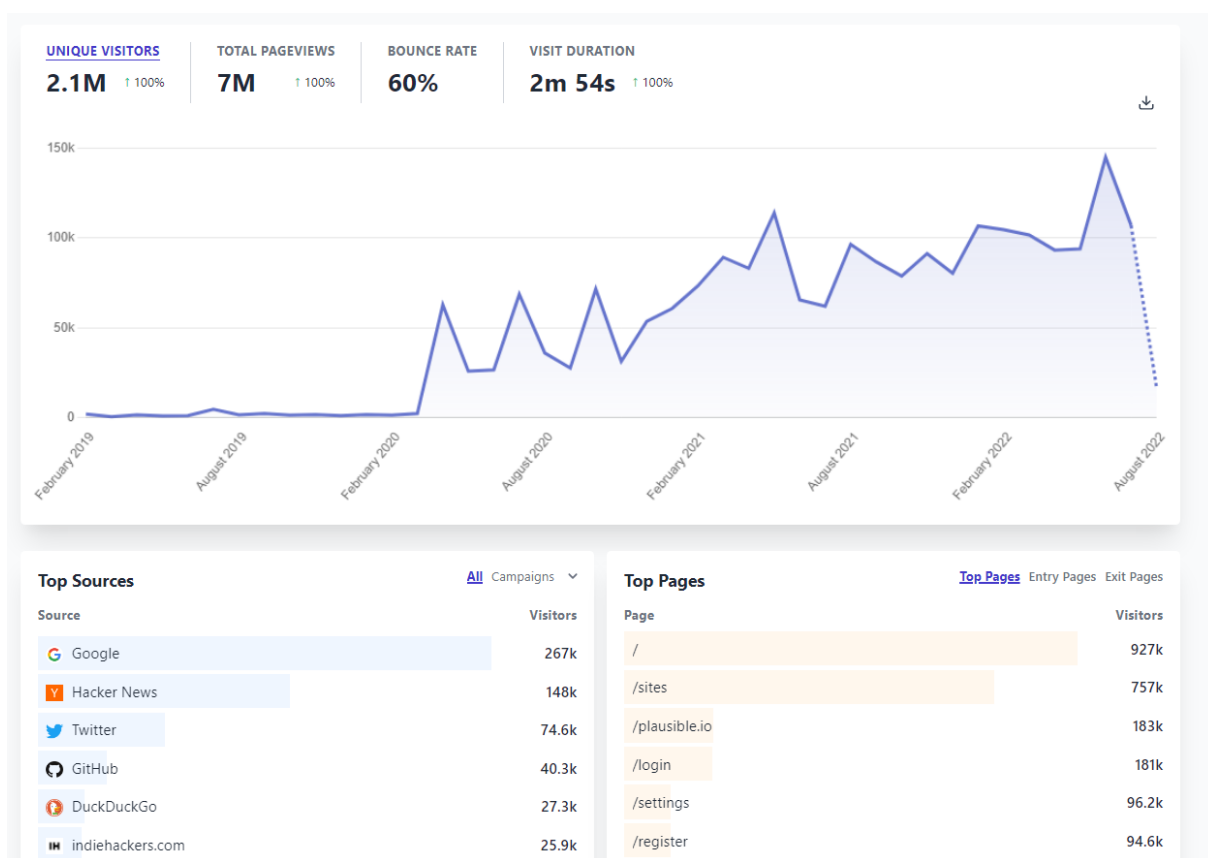 UNIQUE VISITORS TOTAL PAGEVIEWS BOUNCE RATE VISIT DURATION
2.1M ↑ 100% 7M ↑ 100% 60% 2m 54s ↑ 100%
150k
100k
50k
0
February 2019 August 2019 February 2020 August 2020 February 2021 August 2021 February 2022 August 2022
Top Sources All Campaigns
Source Visitors
Google 267k
Y Hacker News 148k
Twitter 74.6k
GitHub 40.3k
DuckDuckGo 27.3k
IH indiehackers.com 25.9k
Top Pages Top Pages Entry Pages Exit Pages
Page Visitors
/ 927k
/sites 757k
/plausible.io 183k
/login 181k
/settings 96.2k
/register 94.6k